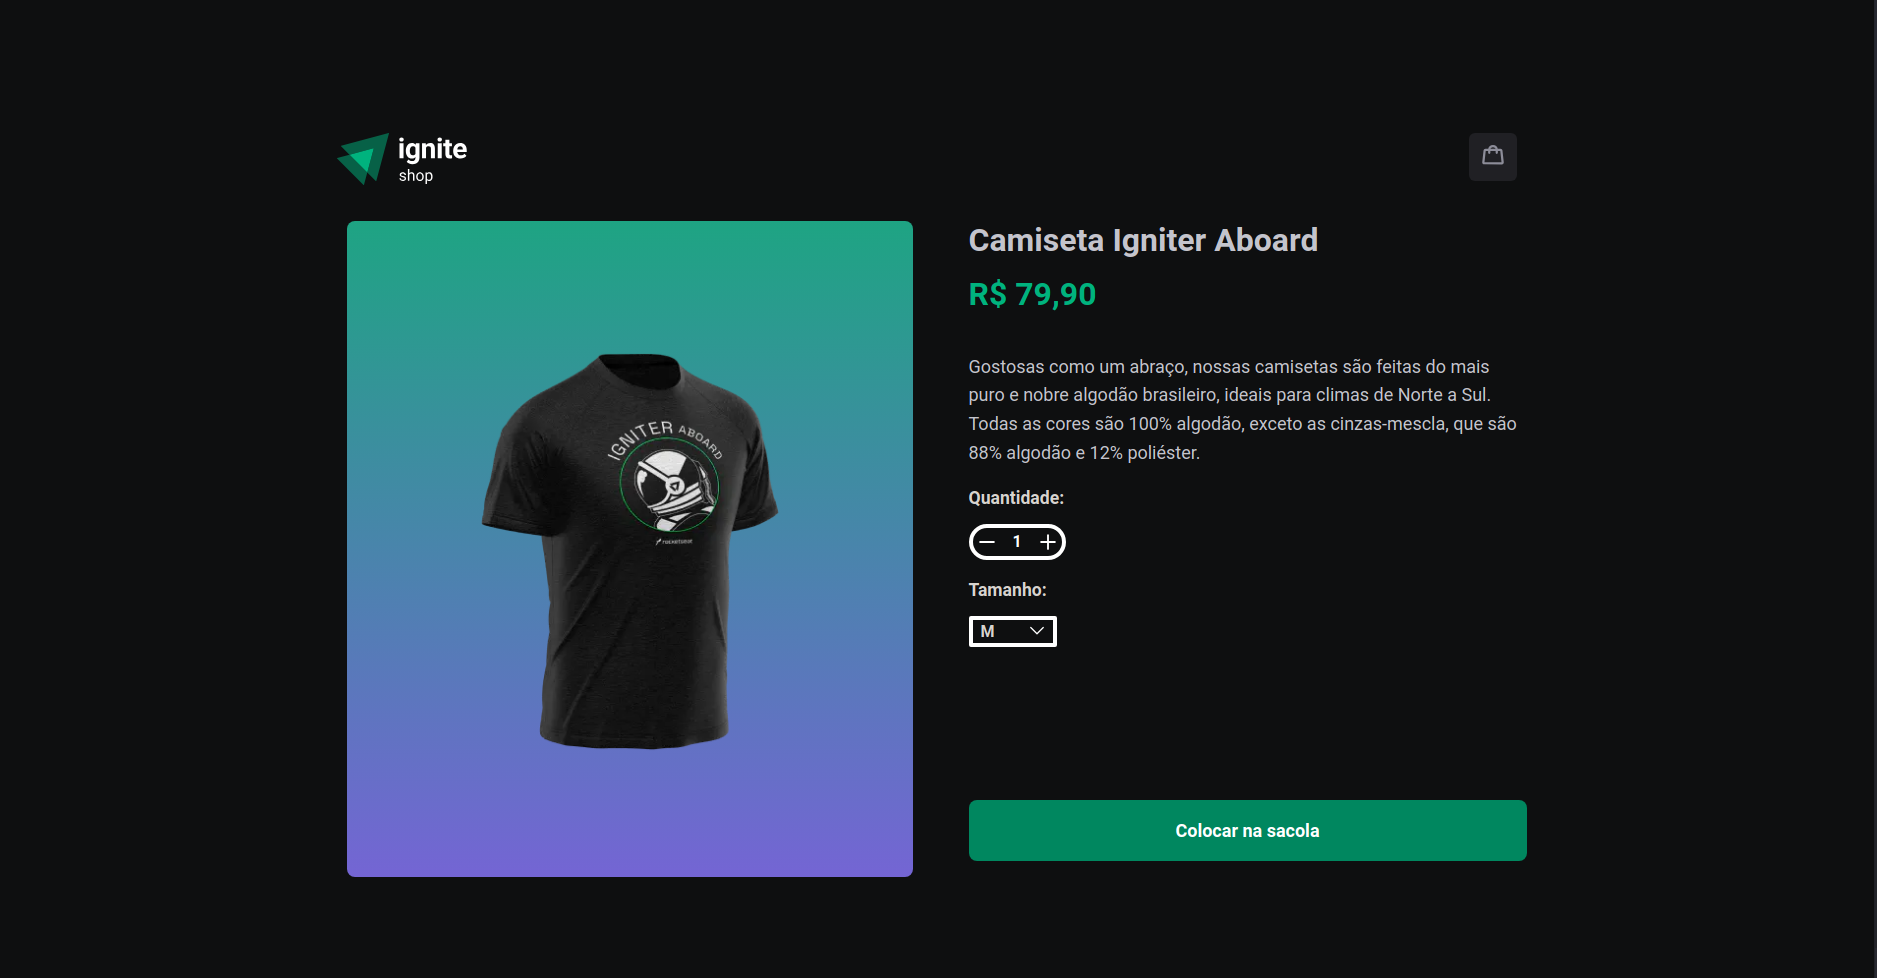 ignite
shop
Camiseta Igniter Aboard
R$ 79,90
IGNITER ABOARD
rocketseat
Gostosas como um abraço, nossas camisetas são feitas do mais
puro e nobre algodão brasileiro, ideais para climas de Norte a Sul.
Todas as cores são 100% algodão, exceto as cinzas-mescla, que são
88% algodão e 12% poliéster.
Quantidade:
1
Tamanho:
M
Colocar na sacola